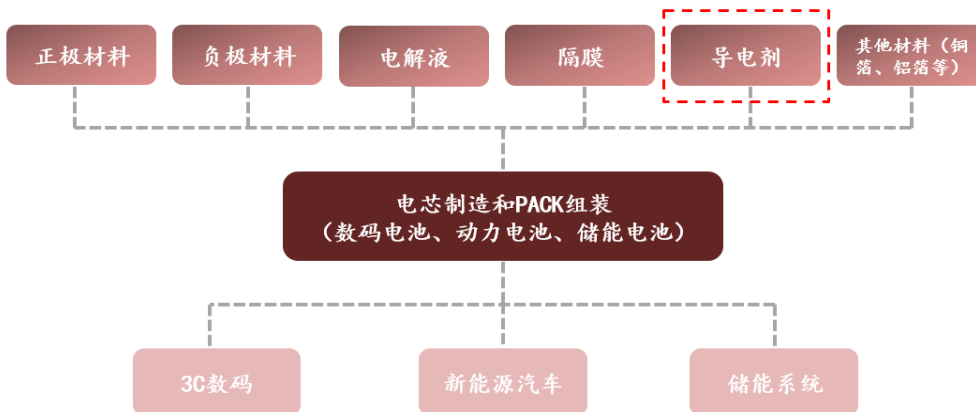 正极材料
负极材料
电解液
隔膜
导电剂
其他材料（铜
箔、铝箔等）
电芯制造和PACK组装
（数码电池、动力电池、储能电池）
3C数码
新能源汽车
储能系统